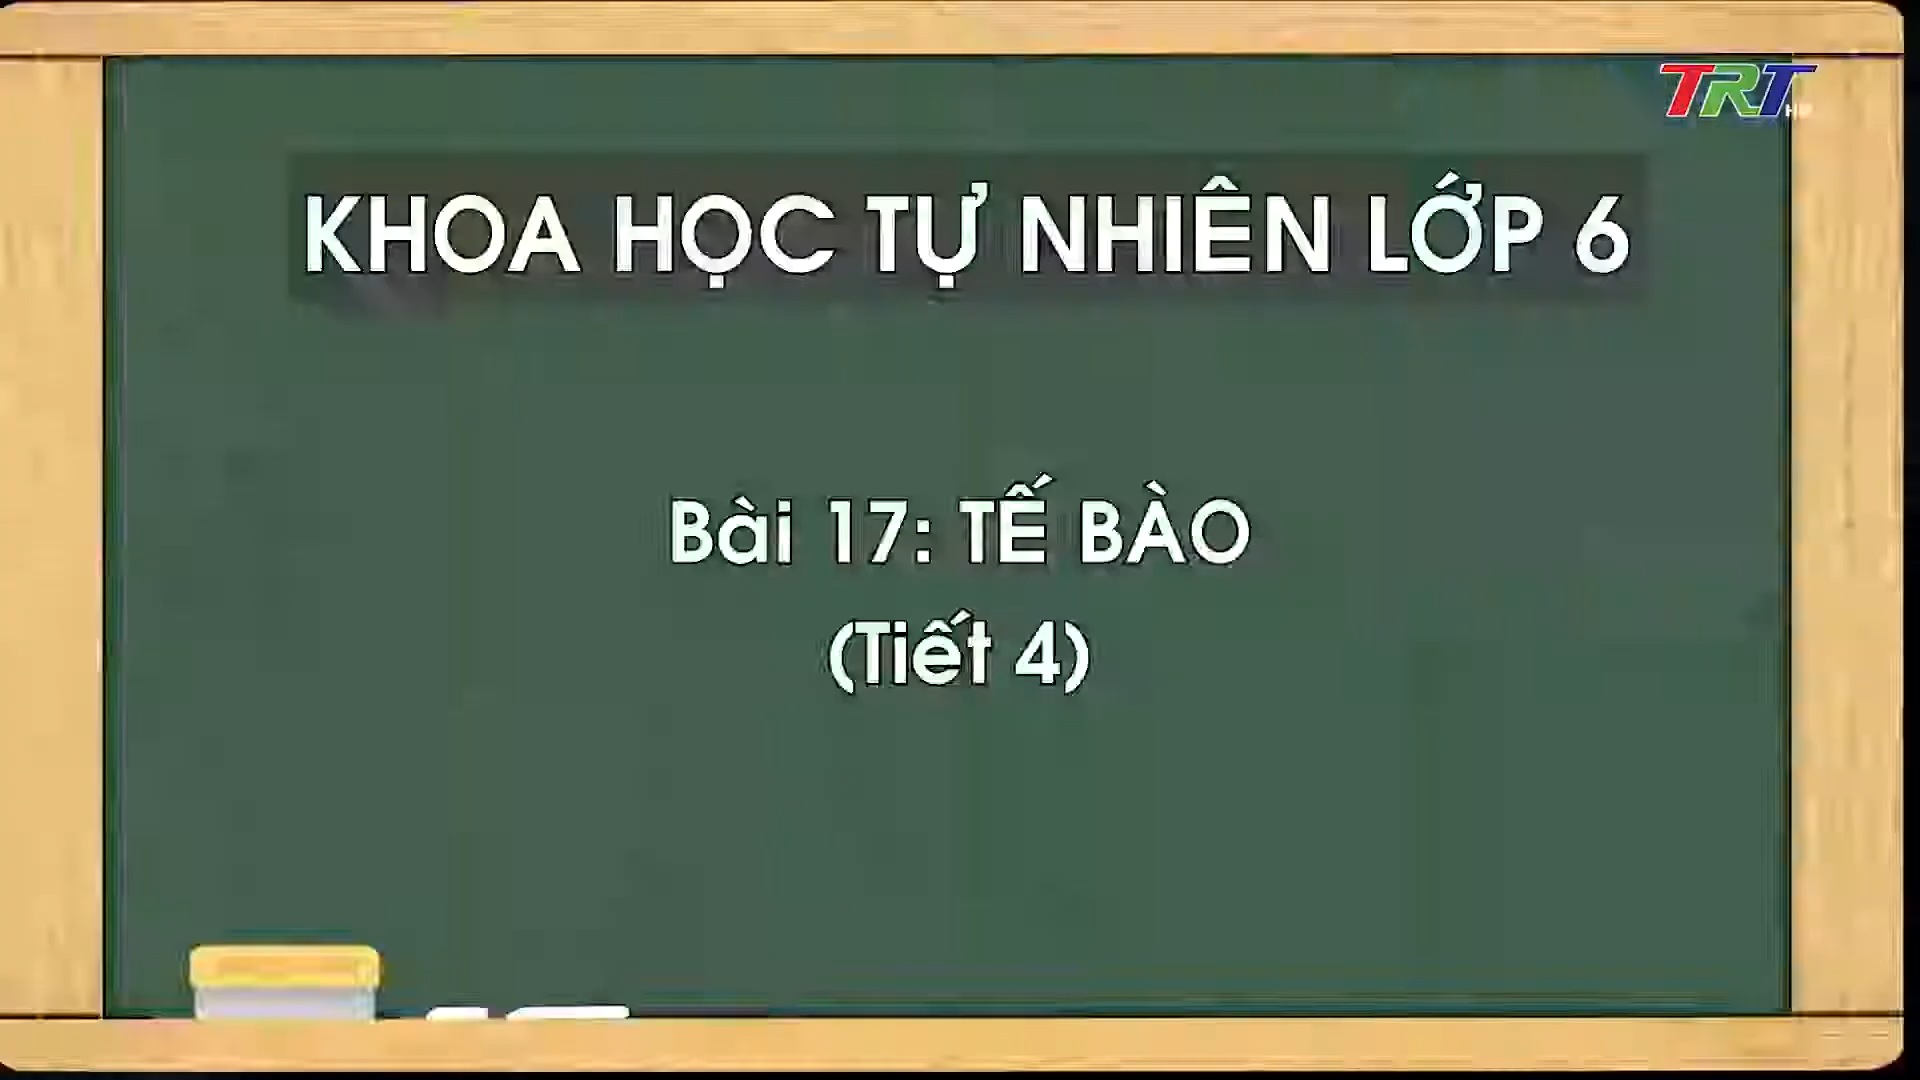 TRT
KHOA HỌC TỰ NHIÊN LỚP 6
Bài 17: TẾ BÀO
(Tiết 4)